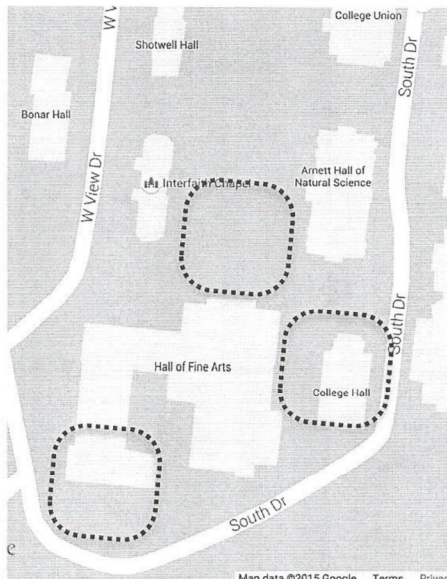 College Union
W V
Shotwell Hall
South Dr
Bonar Hall
Interfaith Chapel
Arnett Hall of
Natural Science
W View Dr
South Dr
Hall of Fine Arts
College Hall
South Dr
e
Map data ©2015 Google Terms Privac